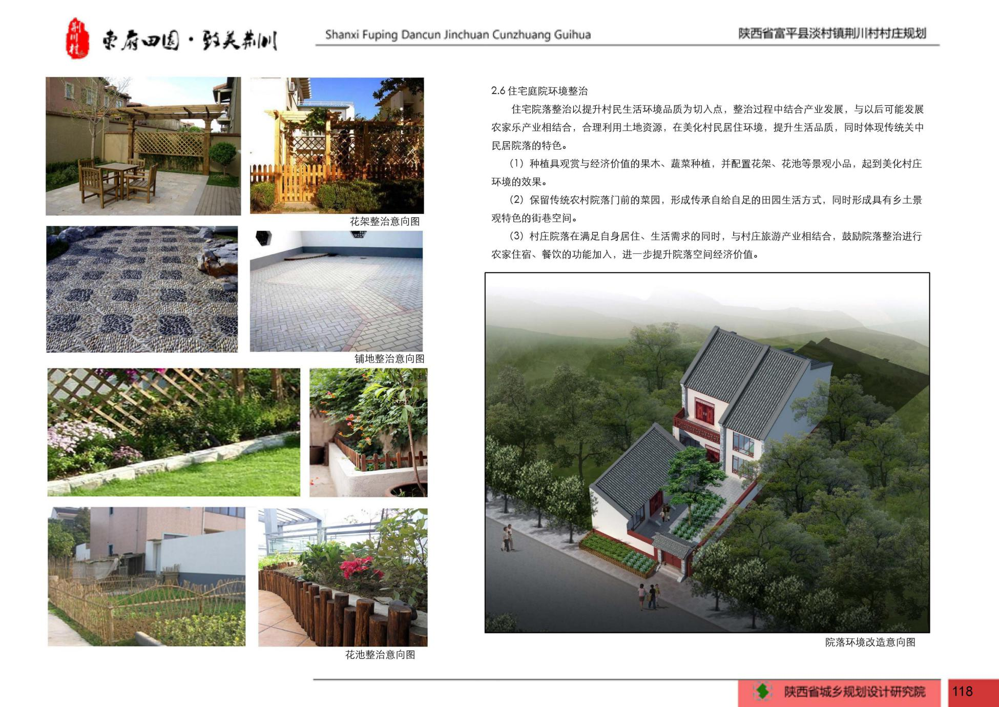 荆川村
东府田园·致美荆川
Shanxi Fuping Dancun Jinchuan Cunzhuang Guihua
陕西省富平县淡村镇荆川村村庄规划
花架整治意向图
铺地整治意向图
花池整治意向图
2.6 住宅庭院环境整治
住宅院落整治以提升村民生活环境品质为切入点，整治过程中结合产业发展，与以后可能发展
农家乐产业相结合，合理利用土地资源，在美化村民居住环境，提升生活品质，同时体现传统关中
民居院落的特色。
（1）种植具观赏与经济价值的果木、蔬菜种植，并配置花架、花池等景观小品，起到美化村庄
环境的效果。
（2）保留传统农村院落门前的菜园，形成传承自给自足的田园生活方式，同时形成具有乡土景
观特色的街巷空间。
（3）村庄院落在满足自身居住、生活需求的同时，与村庄旅游产业相结合，鼓励院落整治进行
农家住宿、餐饮的功能加入，进一步提升院落空间经济价值。
院落环境改造意向图
陕西省城乡规划设计研究院
118